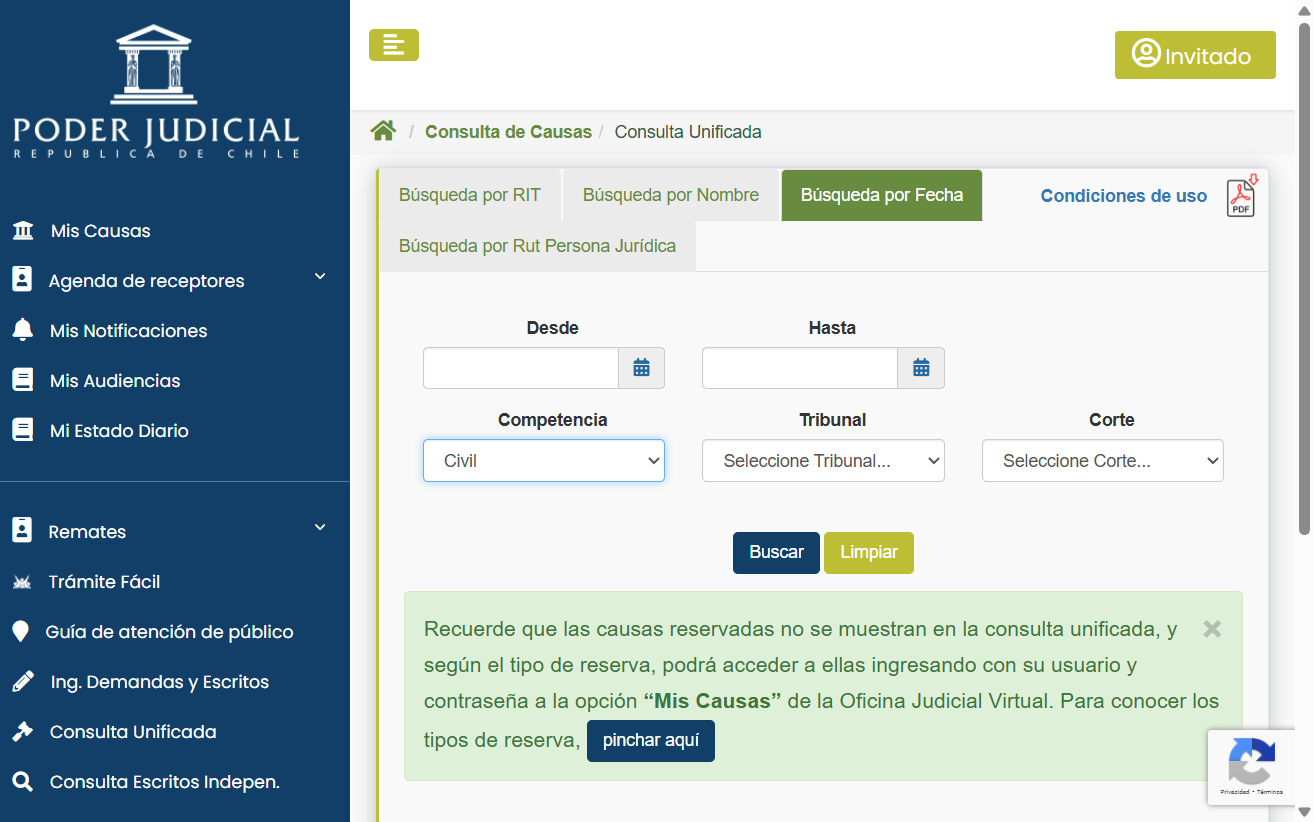 PODER JUDICIAL
REPUBLICA DE CHILE
Mis Causas
Agenda de receptores
Mis Notificaciones
Mis Audiencias
Mi Estado Diario
Remates
Trámite Fácil
Guía de atención de público
Ing. Demandas y Escritos
Consulta Unificada
Consulta Escritos Indepen.
Invitado
/ Consulta de Causas / Consulta Unificada
Búsqueda por RIT
Búsqueda por Nombre
Búsqueda por Fecha
Condiciones de uso
PDF
Búsqueda por Rut Persona Jurídica
Desde
Hasta
Competencia
Tribunal
Corte
Civil
Seleccione Tribunal...
Seleccione Corte...
Buscar
Limpiar
Recuerde que las causas reservadas no se muestran en la consulta unificada, y
según el tipo de reserva, podrá acceder a ellas ingresando con su usuario y
contraseña a la opción “Mis Causas” de la Oficina Judicial Virtual. Para conocer los
tipos de reserva, pinchar aquí
Privacidad - Términos